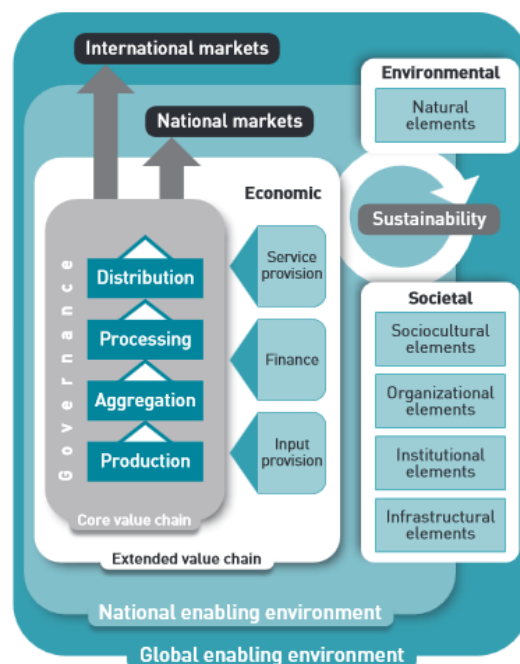 International markets
National markets
Environmental
Natural
elements
Sustainability
Economic
Service
provision
Finance
Input
provision
Governance
Distribution
Processing
Aggregation
Production
Core value chain
Extended value chain
Societal
Sociocultural
elements
Organizational
elements
Institutional
elements
Infrastructural
elements
National enabling environment
Global enabling environment